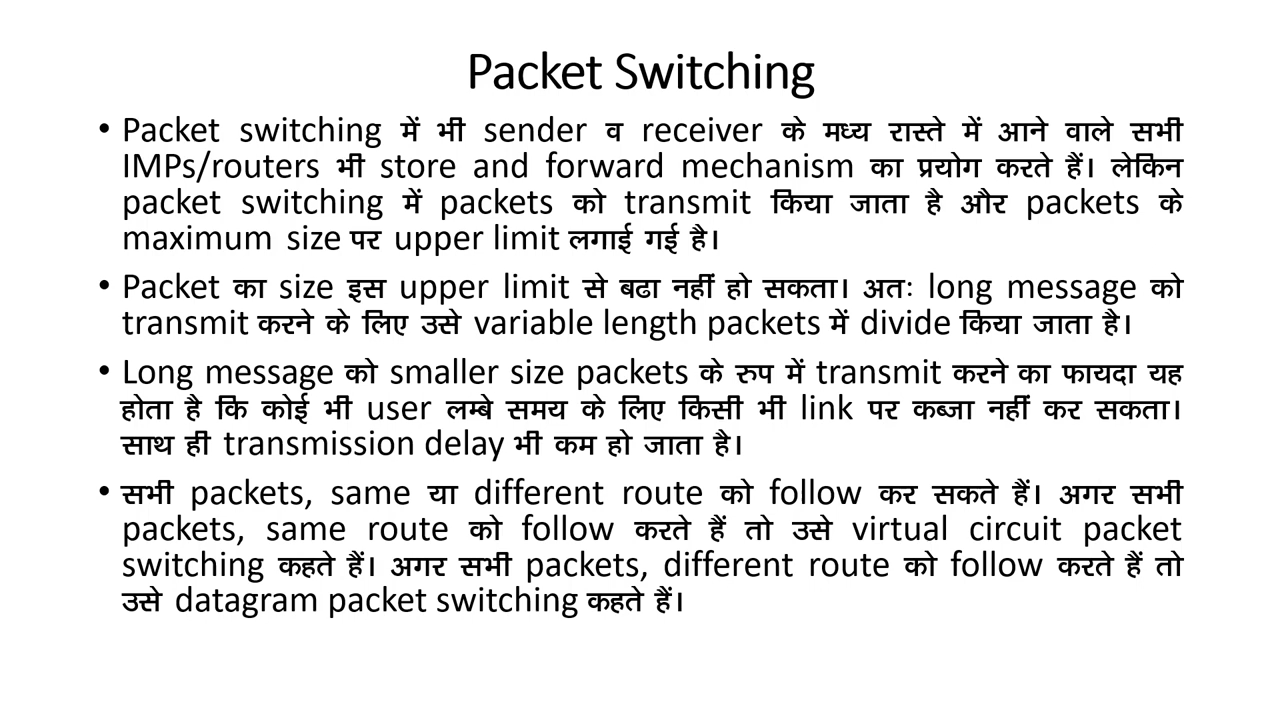 Packet Switching
• Packet switching में भी sender व receiver के मध्य रास्ते में आने वाले सभी
IMPs/routers भी store and forward mechanism का प्रयोग करते हैं। लेकिन
packet switching में packets को transmit किया जाता है और packets के
maximum size पर upper limit लगाई गई है।
• Packet का size इस upper limit से बढा नहीं हो सकता। अतः long message को
transmit करने के लिए उसे variable length packets में divide किया जाता है।
• Long message को smaller size packets के रुप में transmit करने का फायदा यह
होता है कि कोई भी user लम्बे समय के लिए किसी भी link पर कब्जा नहीं कर सकता।
साथ ही transmission delay भी कम हो जाता है।
• सभी packets, same या different route को follow कर सकते हैं। अगर सभी
packets, same route को follow करते हैं तो उसे virtual circuit packet
switching कहते हैं। अगर सभी packets, different route को follow करते हैं तो
उसे datagram packet switching कहते हैं।